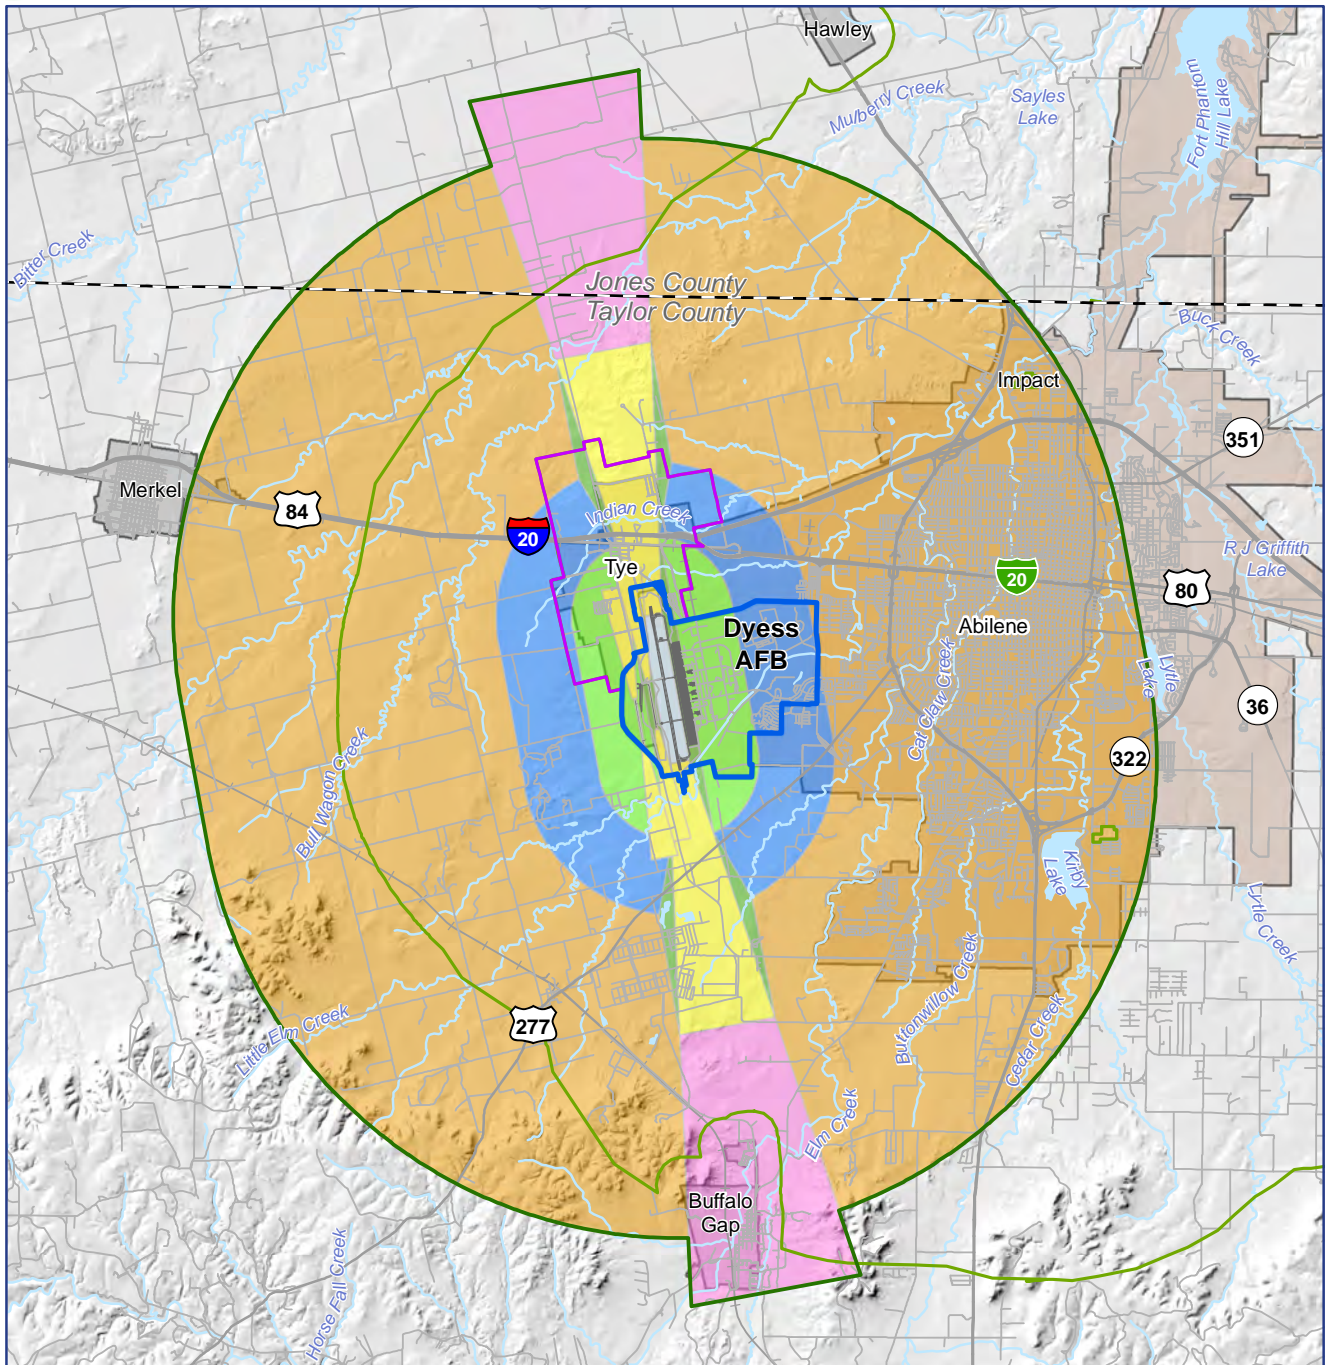 Hawley
Mulberry Creek
Sayles
Lake
Fort Phantom
Hill Lake
Bitter Creek
Jones County
Taylor County
Buck Creek
Impact
351
Merkel
84
Indian Creek
20
Tye
R J Griffith
Lake
20
80
Dyess
AFB
Abilene
Lytle
Lake
36
Cat Claw Creek
322
Bull Wagon Creek
Kirby
Lake
Lytle Creek
Buttonwillow Creek
277
Little Elm Creek
Cedar Creek
Elm Creek
Buffalo
Gap
Horse Fall Creek